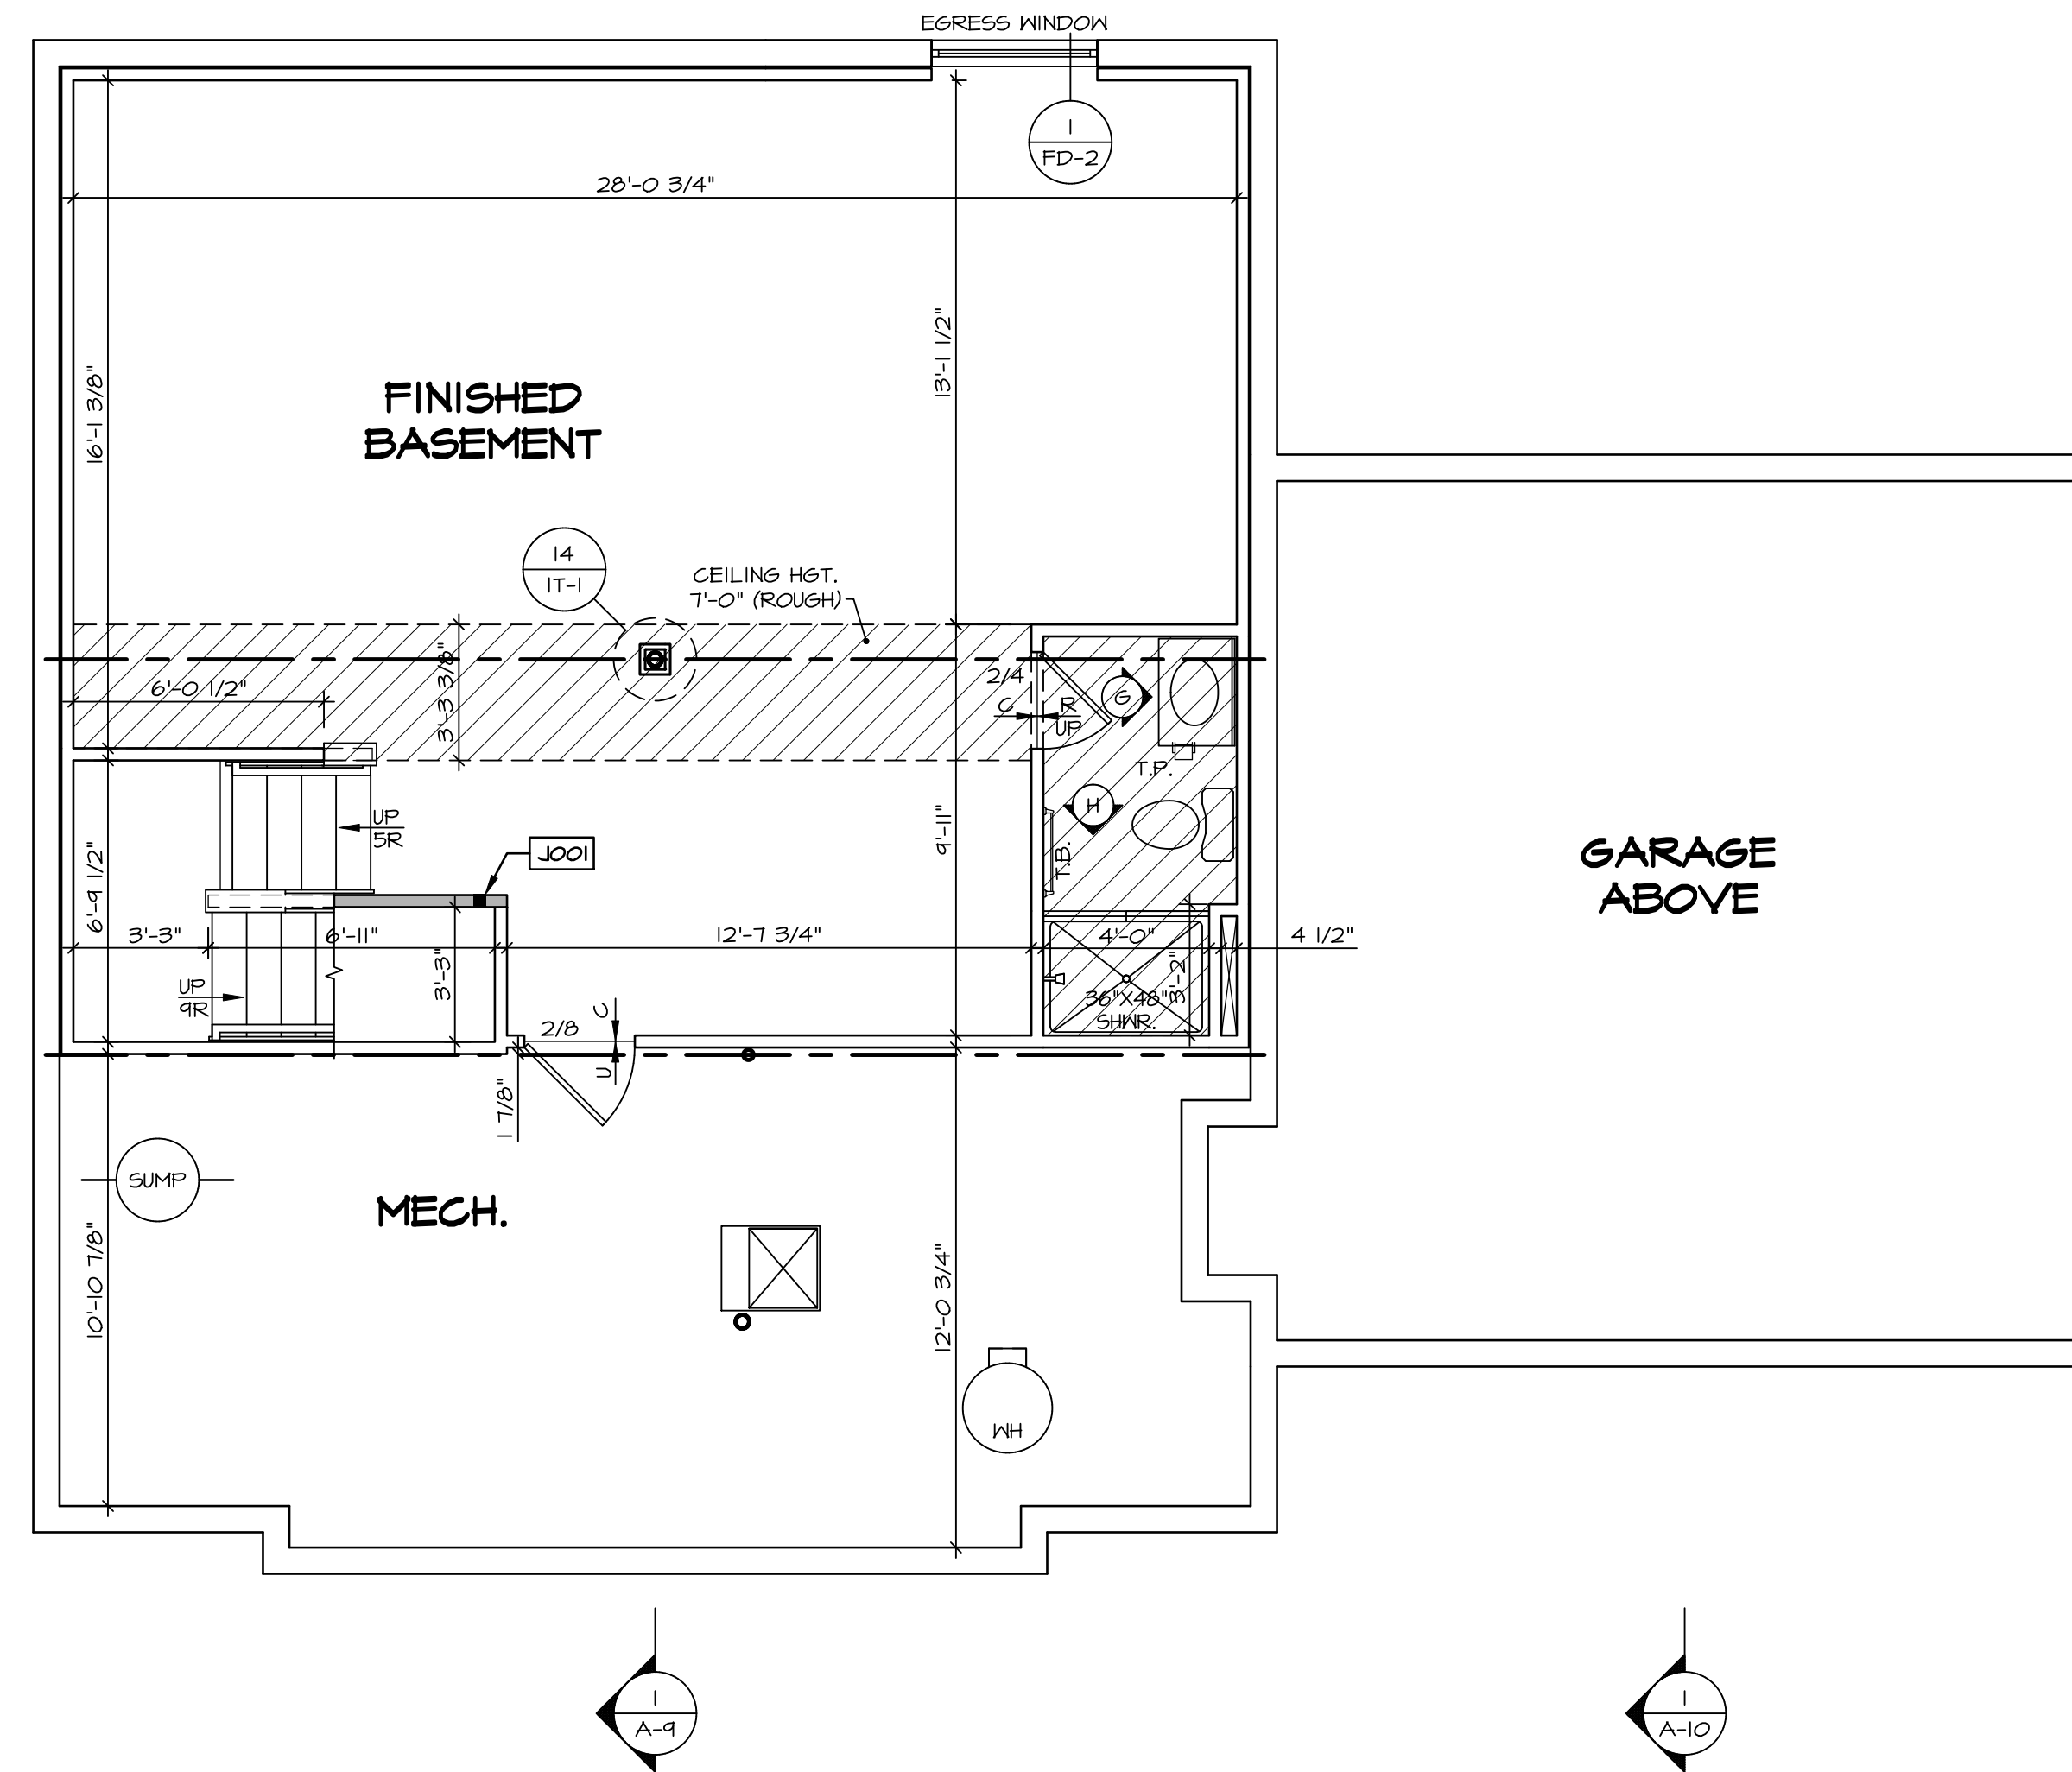 EGRESS WINDOW
1
FD-2
28'-0 3/4"
16'-1 3/8"
13'-1 1/2"
FINISHED
BASEMENT
14
1T-1
CEILING HGT.
7'-0" (ROUGH)
6'-0 1/2"
3'-3 3/8"
2/4
C
R
UP
G
T.P.
H
T.B.
UP
5R
J001
9'-11"
6'-9 1/2"
GARAGE
ABOVE
3'-3"
6'-11"
12'-7 3/4"
4'-0"
4 1/2"
3'-3"
3'-2"
UP
9R
36"X48"
SHWR.
2/8
C
U
1 7/8"
SUMP
MECH.
10'-10 7/8"
12'-0 3/4"
WH
1
A-9
1
A-10